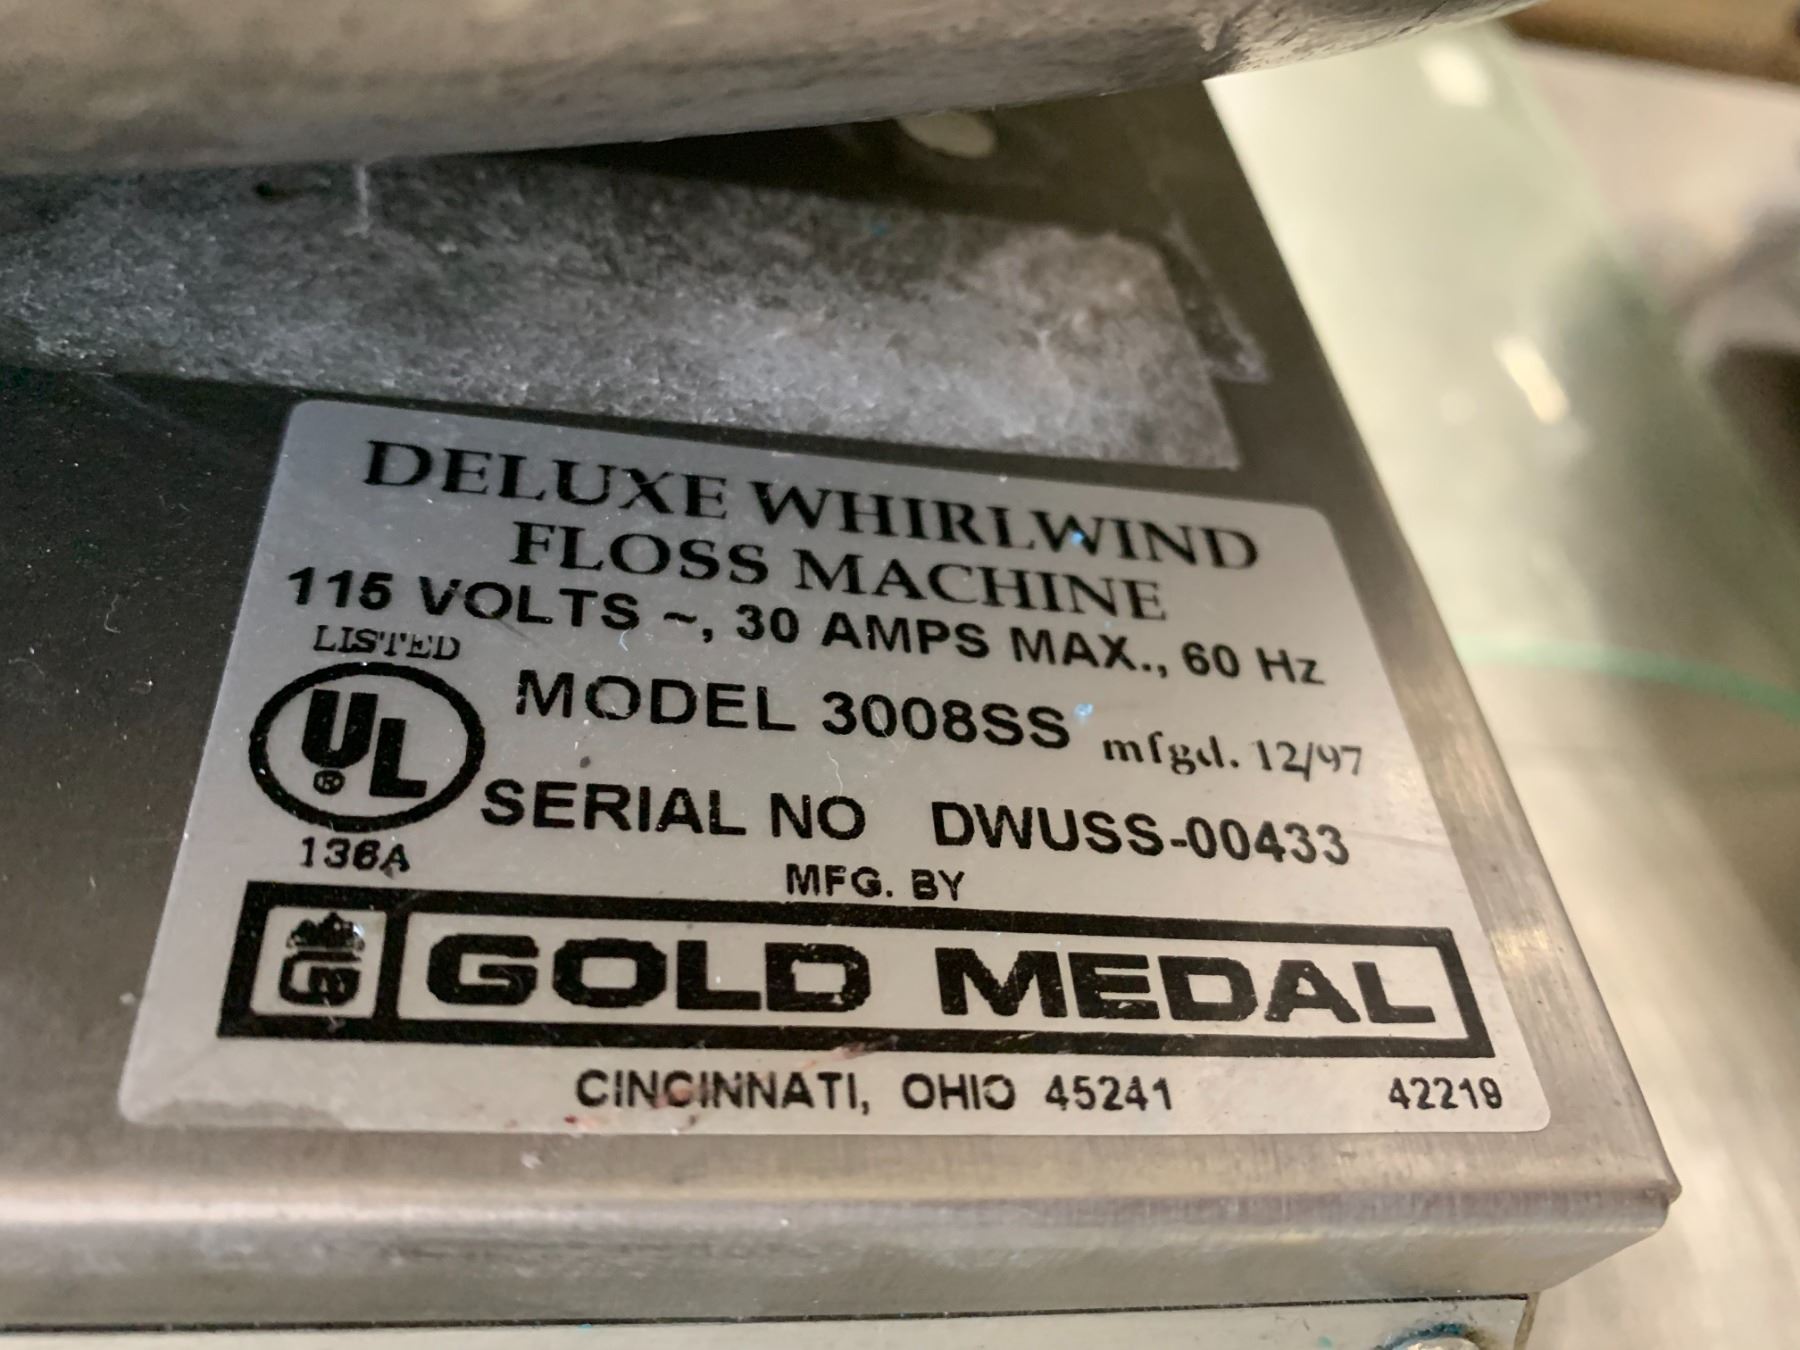 DELUXE WHIRLWIND
FLOSS MACHINE
115 VOLTS ~, 30 AMPS MAX., 60 Hz
LISTED
UL ®
MODEL 3008SS mfgd. 12/97
SERIAL NO DWUSS-00433
136A
MFG. BY
GM GOLD MEDAL
CINCINNATI, OHIO 45241 42219